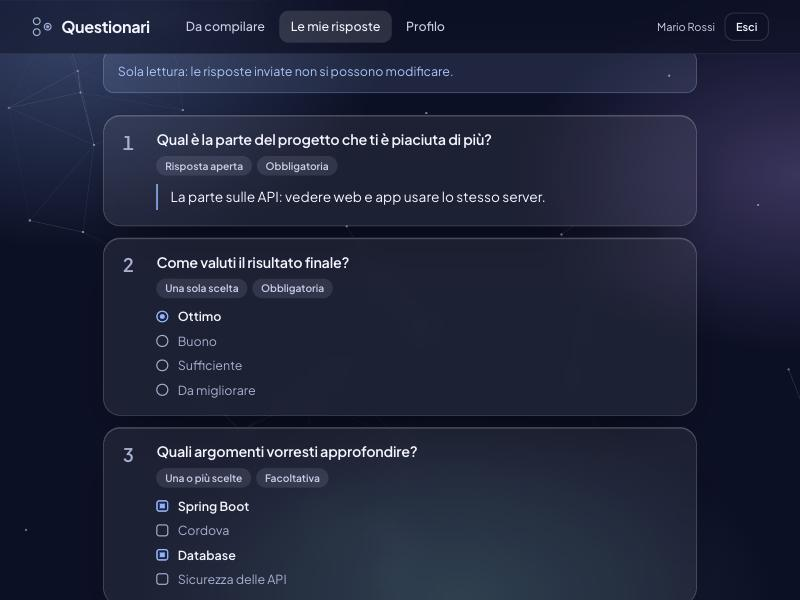 Questionari
Da compilare
Le mie risposte
Profilo
Mario Rossi
Esci
Sola lettura: le risposte inviate non si possono modificare.
1
Qual è la parte del progetto che ti è piaciuta di più?
Risposta aperta
Obbligatoria
La parte sulle API: vedere web e app usare lo stesso server.
2
Come valuti il risultato finale?
Una sola scelta
Obbligatoria
Ottimo
Buono
Sufficiente
Da migliorare
3
Quali argomenti vorresti approfondire?
Una o più scelte
Facoltativa
Spring Boot
Cordova
Database
Sicurezza delle API